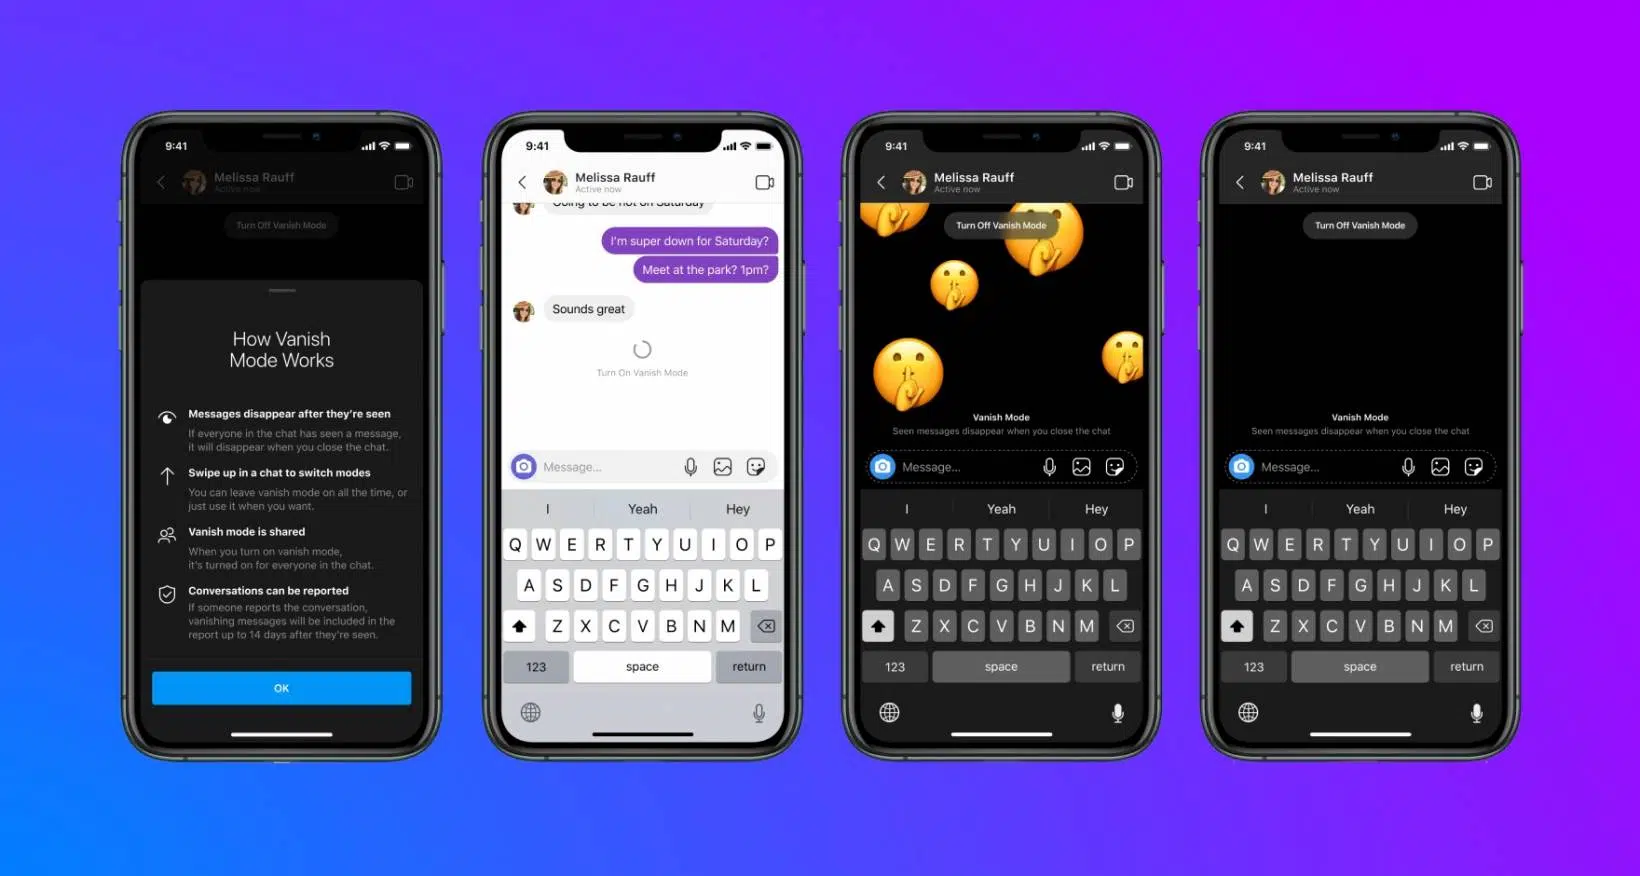 9:41
Melissa Rauff
Active now
Turn Off Vanish Mode
How Vanish
Mode Works
Messages disappear after they're seen
If everyone in the chat has seen a message,
it will disappear when you close the chat.
Swipe up in a chat to switch modes
You can leave vanish mode on all the time, or
just use it when you want.
Vanish mode is shared
When you turn on vanish mode,
it's turned on for everyone in the chat.
Conversations can be reported
If someone reports the conversation,
vanishing messages will be included in the
report up to 14 days after they're seen.
OK
9:41
Melissa Rauff
Active now
Going to be hot on Saturday
I'm super down for Saturday?
Meet at the park? 1pm?
Sounds great
Turn On Vanish Mode
Message...
I Yeah Hey
Q W E R T Y U I O P
A S D F G H J K L
Z X C V B N M
123 space return
9:41
Melissa Rauff
Active now
Turn Off Vanish Mode
Vanish Mode
Seen messages disappear when you close the chat
Message...
I Yeah Hey
Q W E R T Y U I O P
A S D F G H J K L
Z X C V B N M
123 space return
9:41
Melissa Rauff
Active now
Turn Off Vanish Mode
Vanish Mode
Seen messages disappear when you close the chat
Message...
I Yeah Hey
Q W E R T Y U I O P
A S D F G H J K L
Z X C V B N M
123 space return